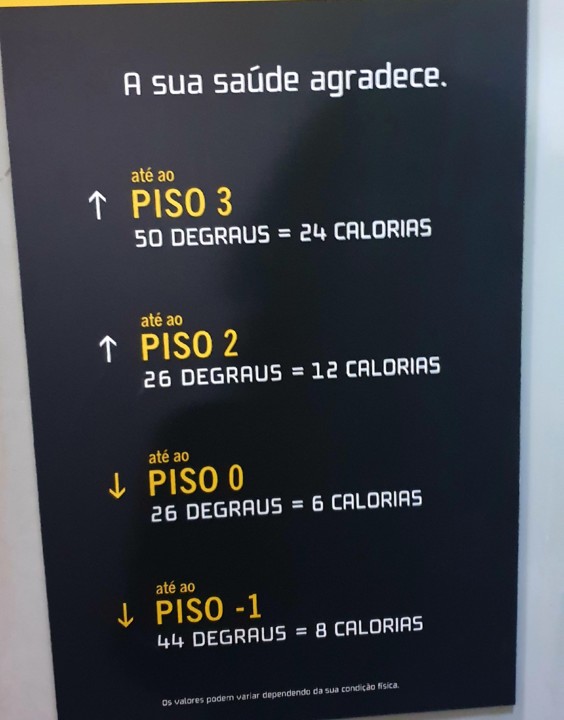 A sua saúde agradece.
↑ até ao
PISO 3
50 DEGRAUS = 24 CALORIAS
↑ até ao
PISO 2
26 DEGRAUS = 12 CALORIAS
↓ até ao
PISO 0
26 DEGRAUS = 6 CALORIAS
↓ até ao
PISO -1
44 DEGRAUS = 8 CALORIAS
Os valores podem variar dependendo da sua condição física.